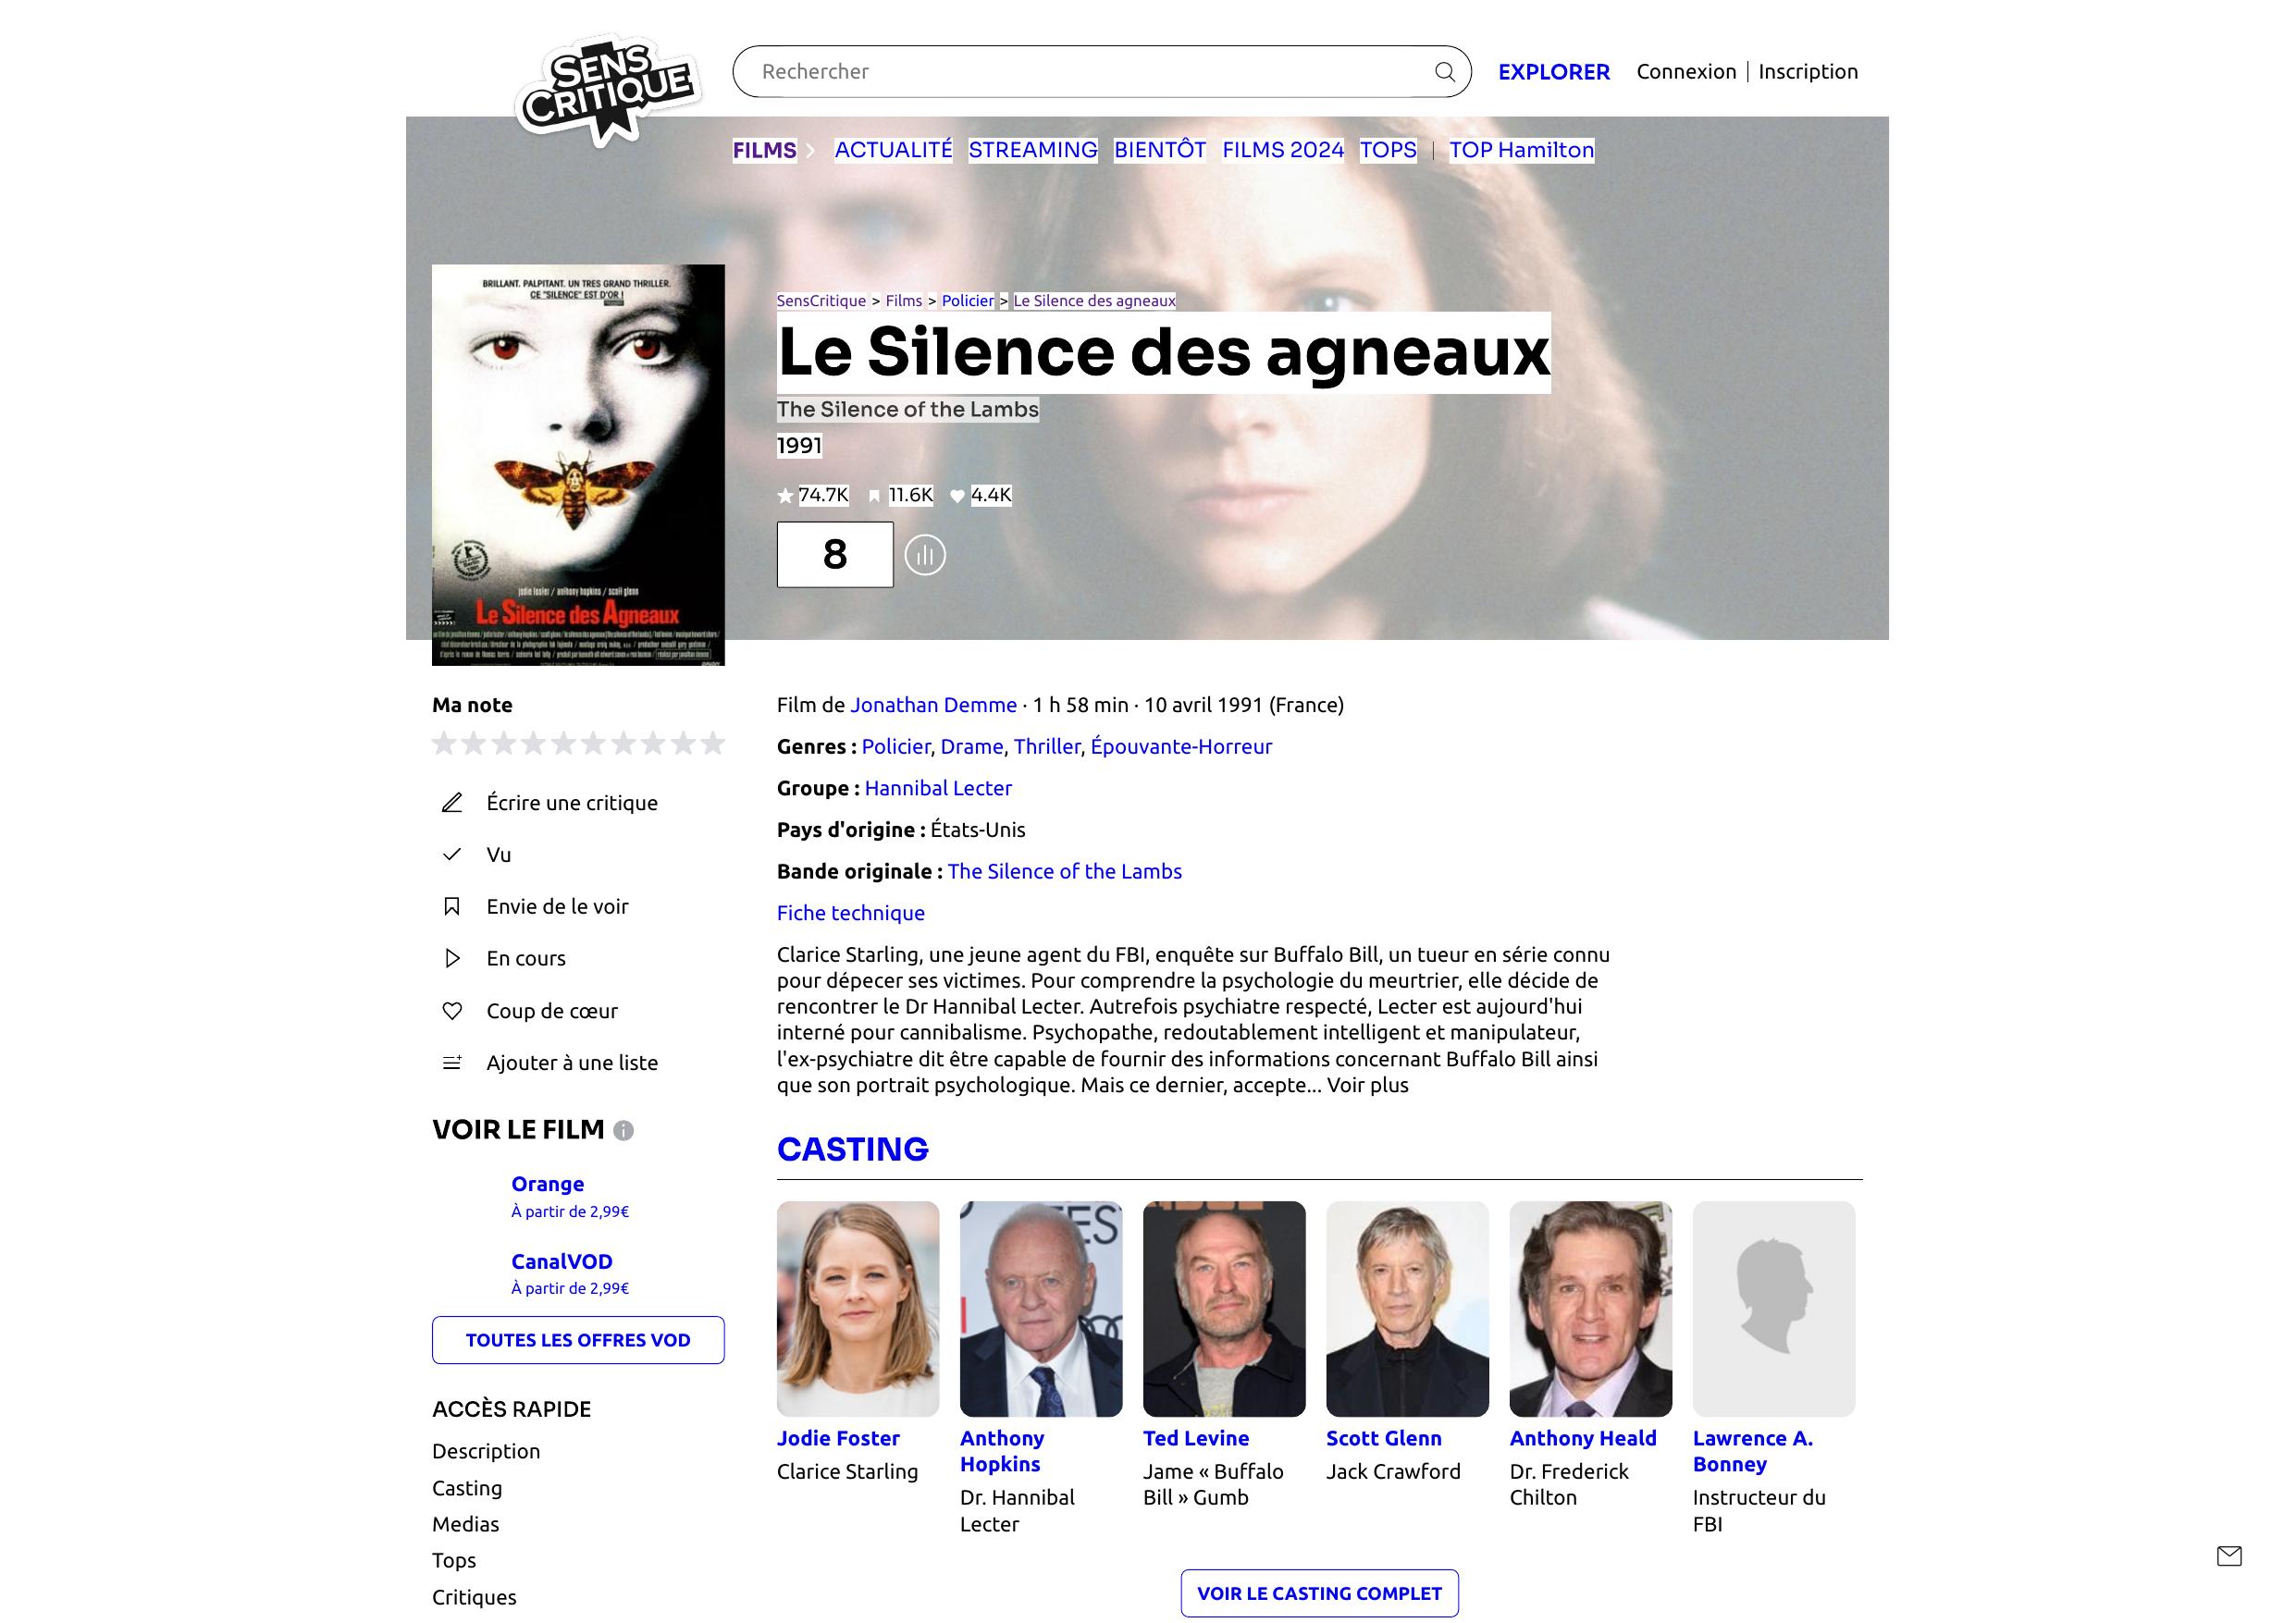 SENS
CRITIQUE
Rechercher
EXPLORER
Connexion | Inscription
FILMS
ACTUALITÉ
STREAMING
BIENTÔT
FILMS 2024
TOPS
|
TOP Hamilton
BRILLANT. PALPITANT. UN TRES GRAND THRILLER.
CE "SILENCE" EST D'OR !
jodie foster / anthony hopkins / scott glenn
Le Silence des Agneaux
SensCritique > Films > Policier > Le Silence des agneaux
Le Silence des agneaux
The Silence of the Lambs
1991
74.7K
11.6K
4.4K
8
Ma note
Écrire une critique
Vu
Envie de le voir
En cours
Coup de cœur
Ajouter à une liste
VOIR LE FILM
Orange
À partir de 2,99€
CanalVOD
À partir de 2,99€
TOUTES LES OFFRES VOD
ACCÈS RAPIDE
Description
Casting
Medias
Tops
Critiques
Film de Jonathan Demme · 1 h 58 min · 10 avril 1991 (France)
Genres : Policier, Drame, Thriller, Épouvante-Horreur
Groupe : Hannibal Lecter
Pays d'origine : États-Unis
Bande originale : The Silence of the Lambs
Fiche technique
Clarice Starling, une jeune agent du FBI, enquête sur Buffalo Bill, un tueur en série connu
pour dépecer ses victimes. Pour comprendre la psychologie du meurtrier, elle décide de
rencontrer le Dr Hannibal Lecter. Autrefois psychiatre respecté, Lecter est aujourd'hui
interné pour cannibalisme. Psychopathe, redoutablement intelligent et manipulateur,
l'ex-psychiatre dit être capable de fournir des informations concernant Buffalo Bill ainsi
que son portrait psychologique. Mais ce dernier, accepte... Voir plus
CASTING
Jodie Foster
Clarice Starling
Anthony
Hopkins
Dr. Hannibal
Lecter
Ted Levine
Jame « Buffalo
Bill » Gumb
Scott Glenn
Jack Crawford
Anthony Heald
Dr. Frederick
Chilton
Lawrence A.
Bonney
Instructeur du
FBI
VOIR LE CASTING COMPLET